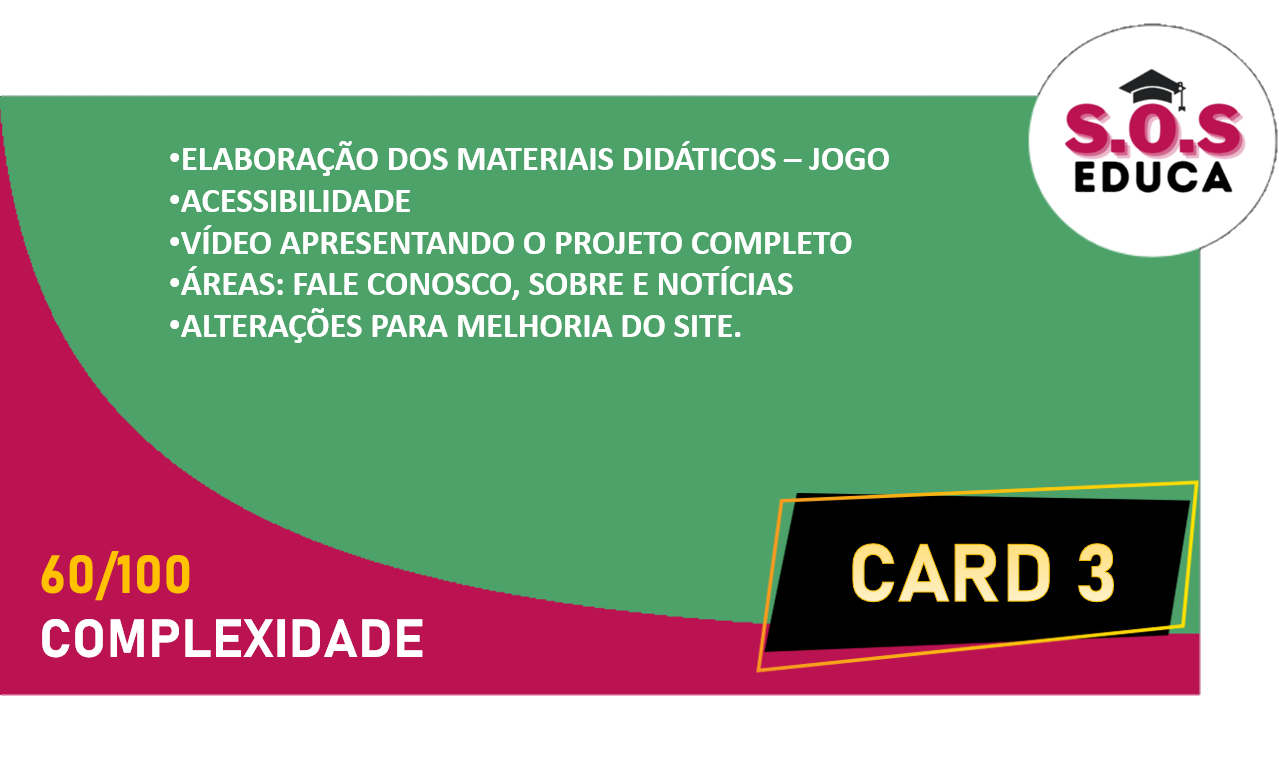 S.O.S
EDUCA
•ELABORAÇÃO DOS MATERIAIS DIDÁTICOS – JOGO
•ACESSIBILIDADE
•VÍDEO APRESENTANDO O PROJETO COMPLETO
•ÁREAS: FALE CONOSCO, SOBRE E NOTÍCIAS
•ALTERAÇÕES PARA MELHORIA DO SITE.
60/100
COMPLEXIDADE
CARD 3